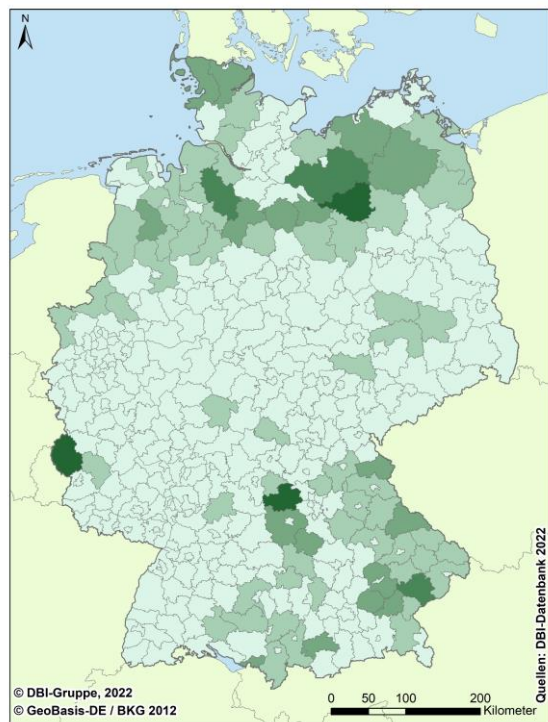 N
© DBI-Gruppe, 2022
© GeoBasis-DE / BKG 2012
0 50 100 200
Kilometer
Quellen: DBI-Datenbank 2022